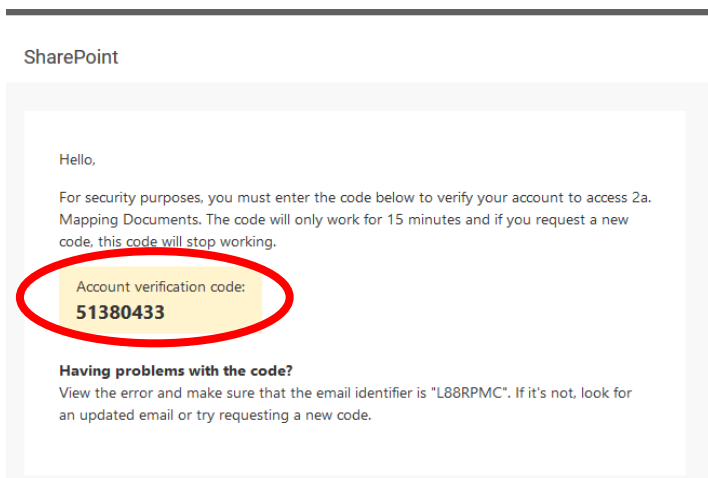 SharePoint
Hello,
For security purposes, you must enter the code below to verify your account to access 2a.
Mapping Documents. The code will only work for 15 minutes and if you request a new
code, this code will stop working.
Account verification code:
51380433
Having problems with the code?
View the error and make sure that the email identifier is "L88RPMC". If it's not, look for
an updated email or try requesting a new code.